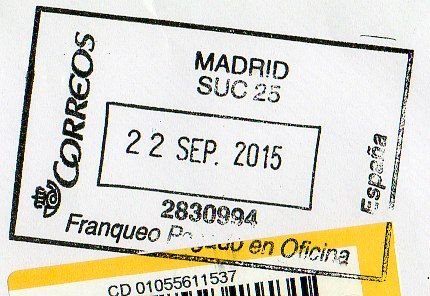 CORREOS
MADRID
SUC 25
22 SEP. 2015
2830994
España
Franqueo en Oficina
CD 01055611537